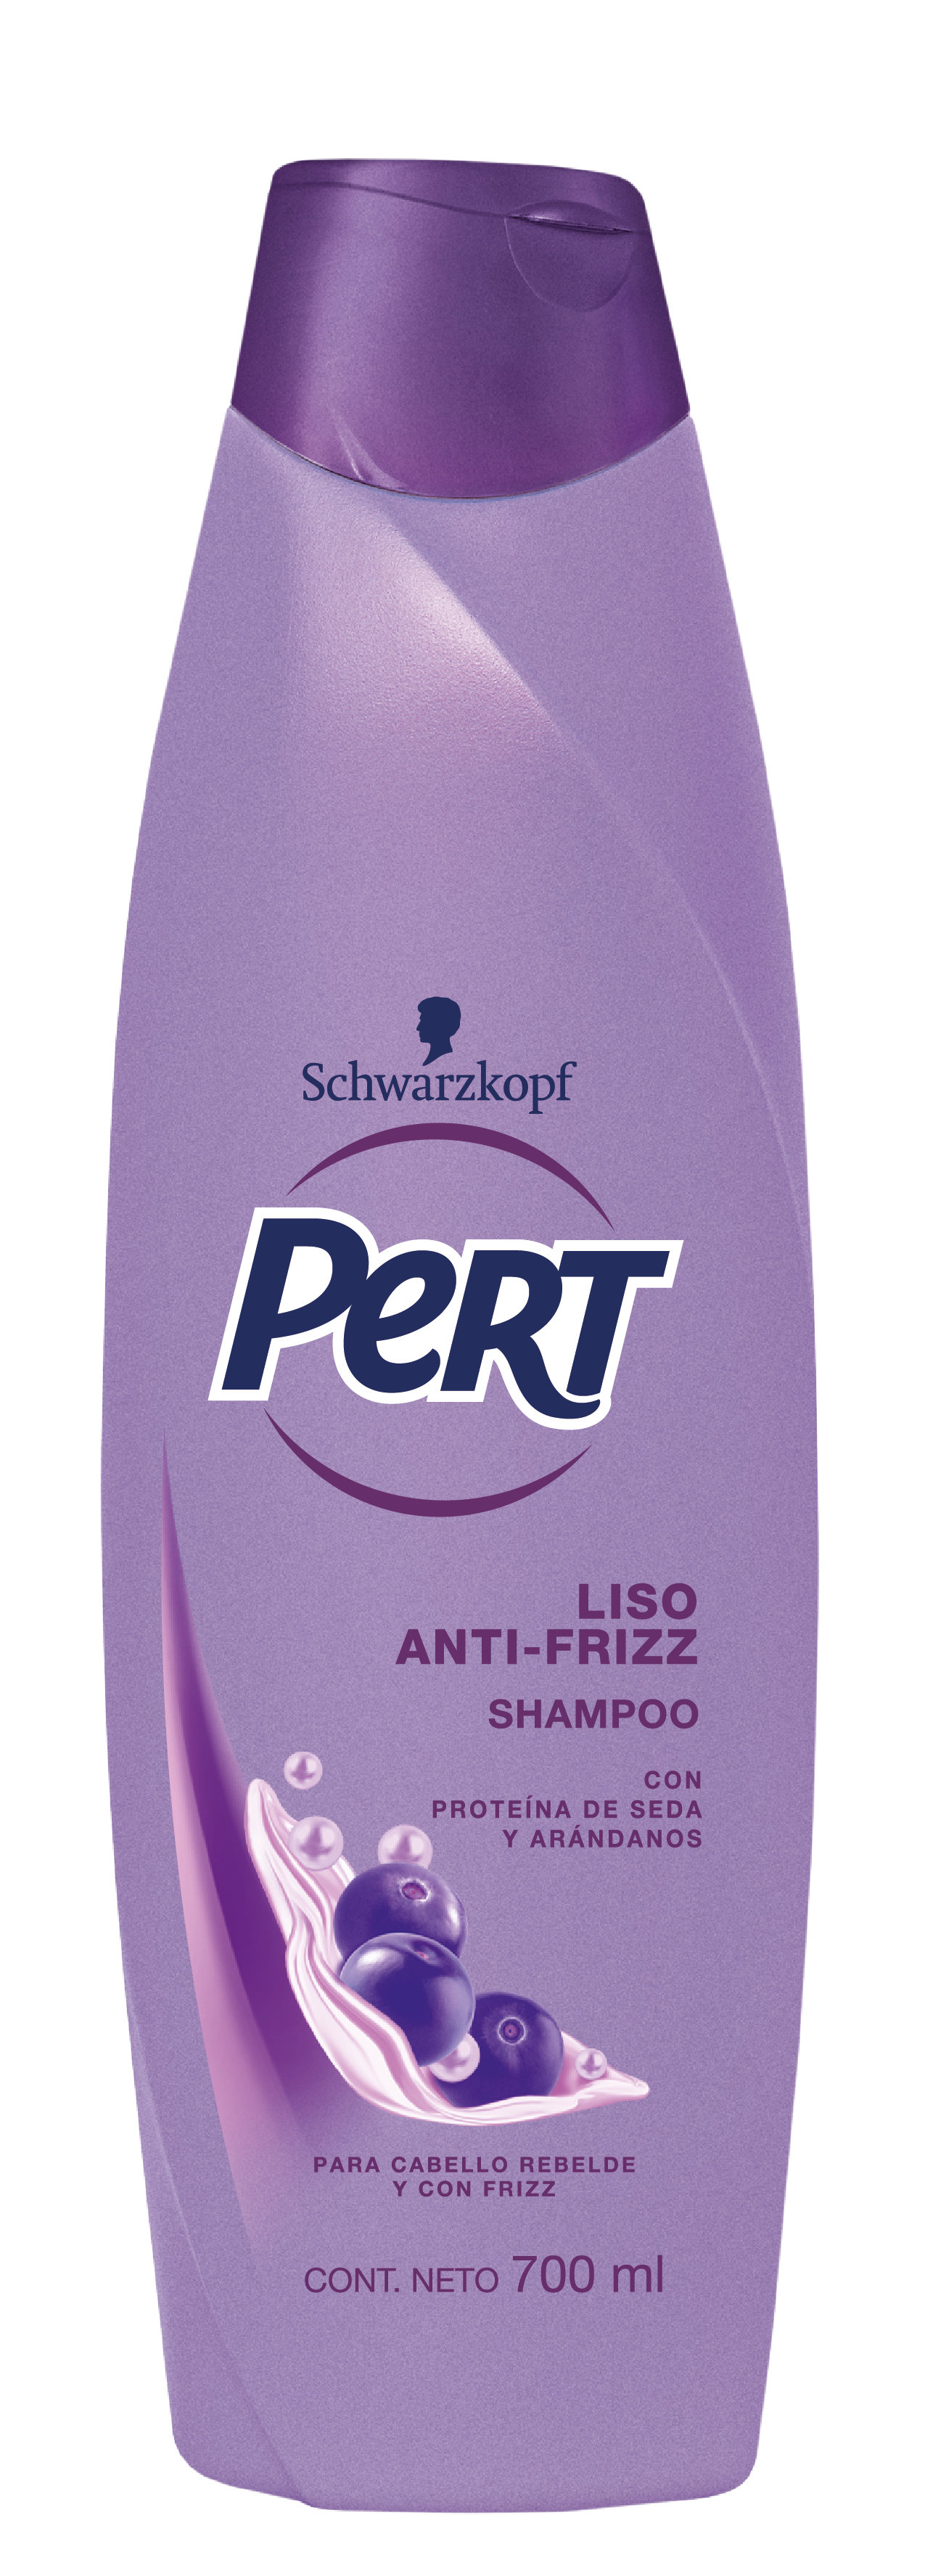 Schwarzkopf
PeRT
LISO
ANTI-FRIZZ
SHAMPOO
CON
PROTEÍNA DE SEDA
Y ARÁNDANOS
PARA CABELLO REBELDE
Y CON FRIZZ
CONT. NETO 700 ml